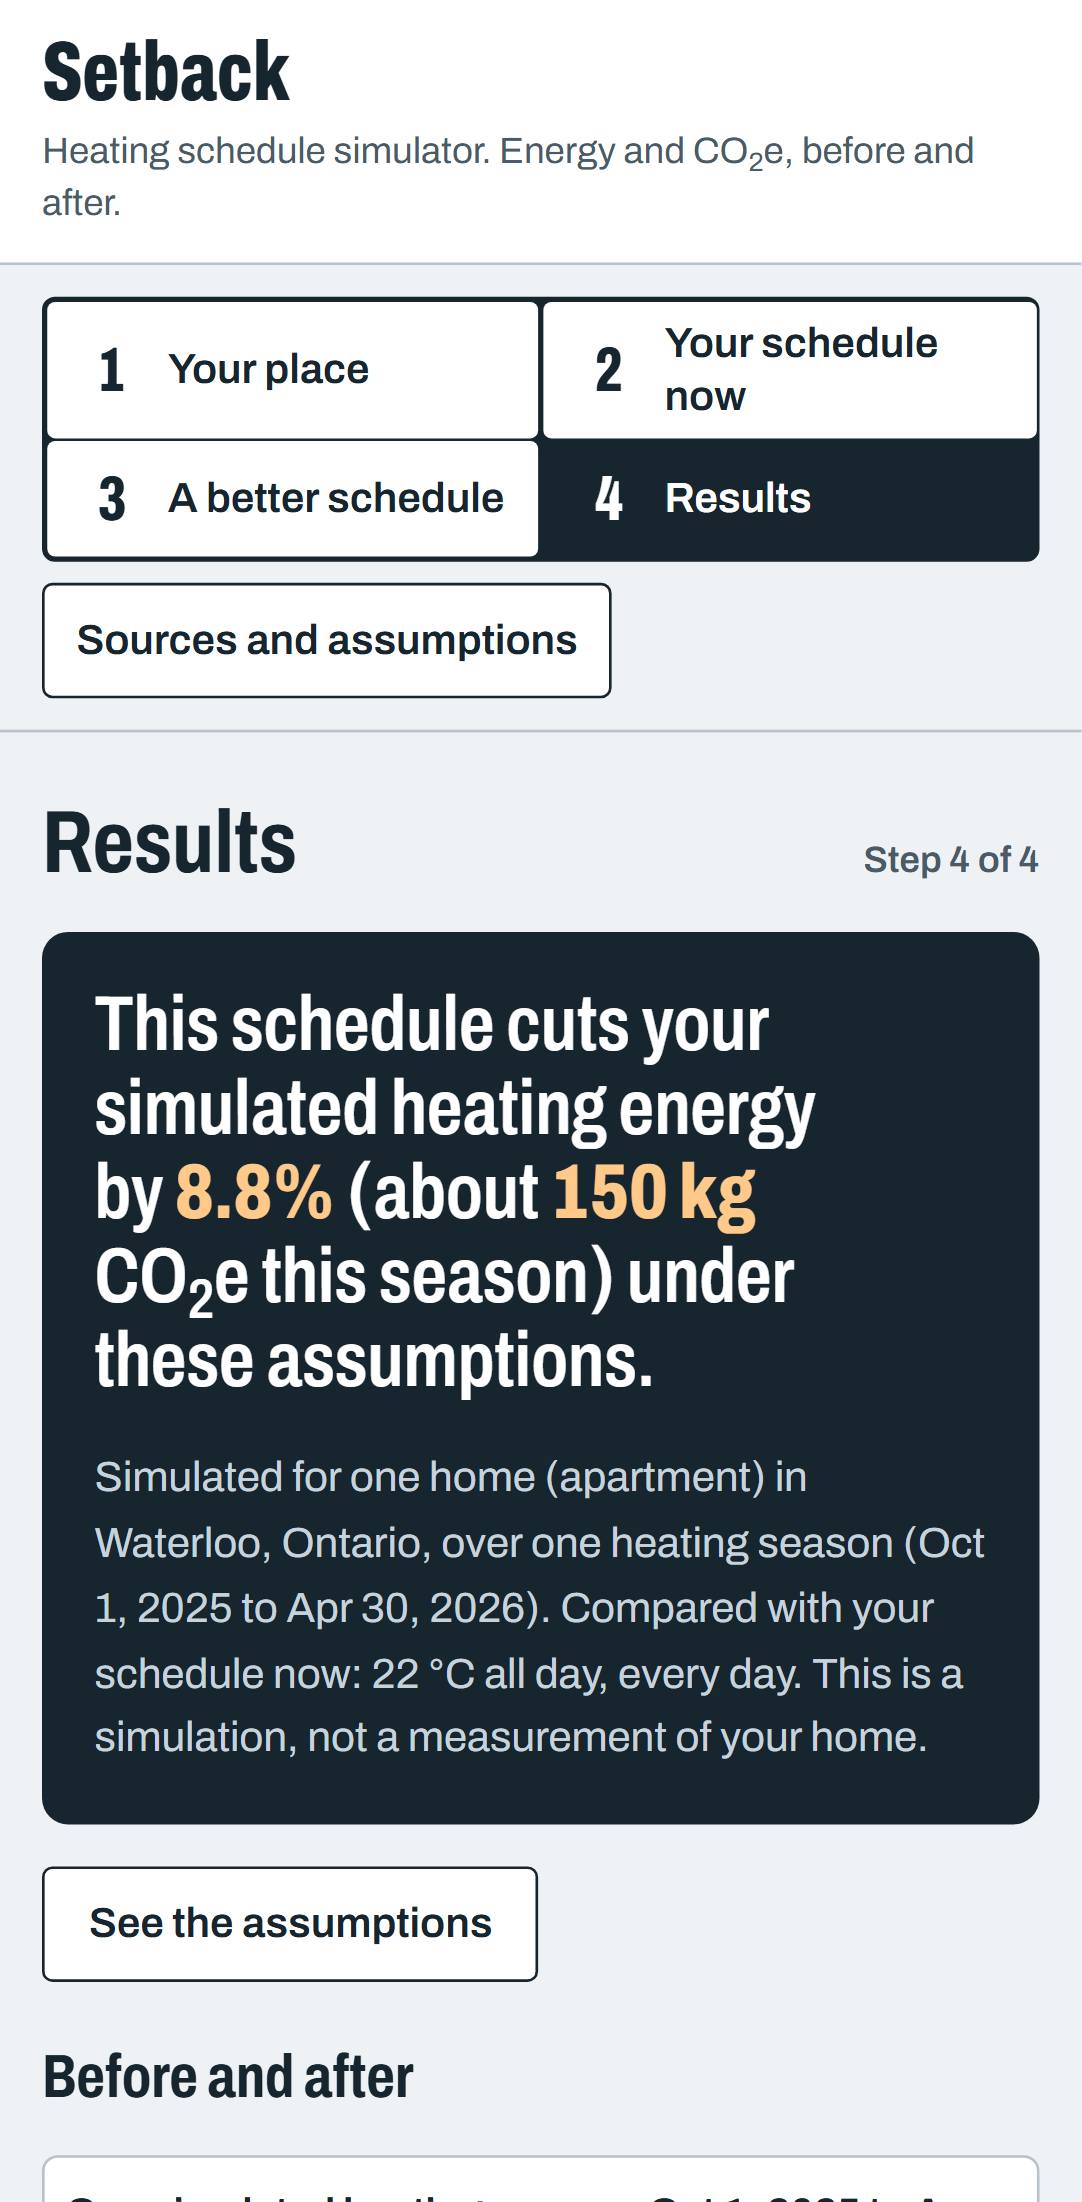 Setback
Heating schedule simulator. Energy and CO₂e, before and
after.
1 Your place
2 Your schedule
now
3 A better schedule
4 Results
Sources and assumptions
Results
Step 4 of 4
This schedule cuts your
simulated heating energy
by 8.8% (about 150 kg
CO₂e this season) under
these assumptions.
Simulated for one home (apartment) in
Waterloo, Ontario, over one heating season (Oct
1, 2025 to Apr 30, 2026). Compared with your
schedule now: 22 °C all day, every day. This is a
simulation, not a measurement of your home.
See the assumptions
Before and after